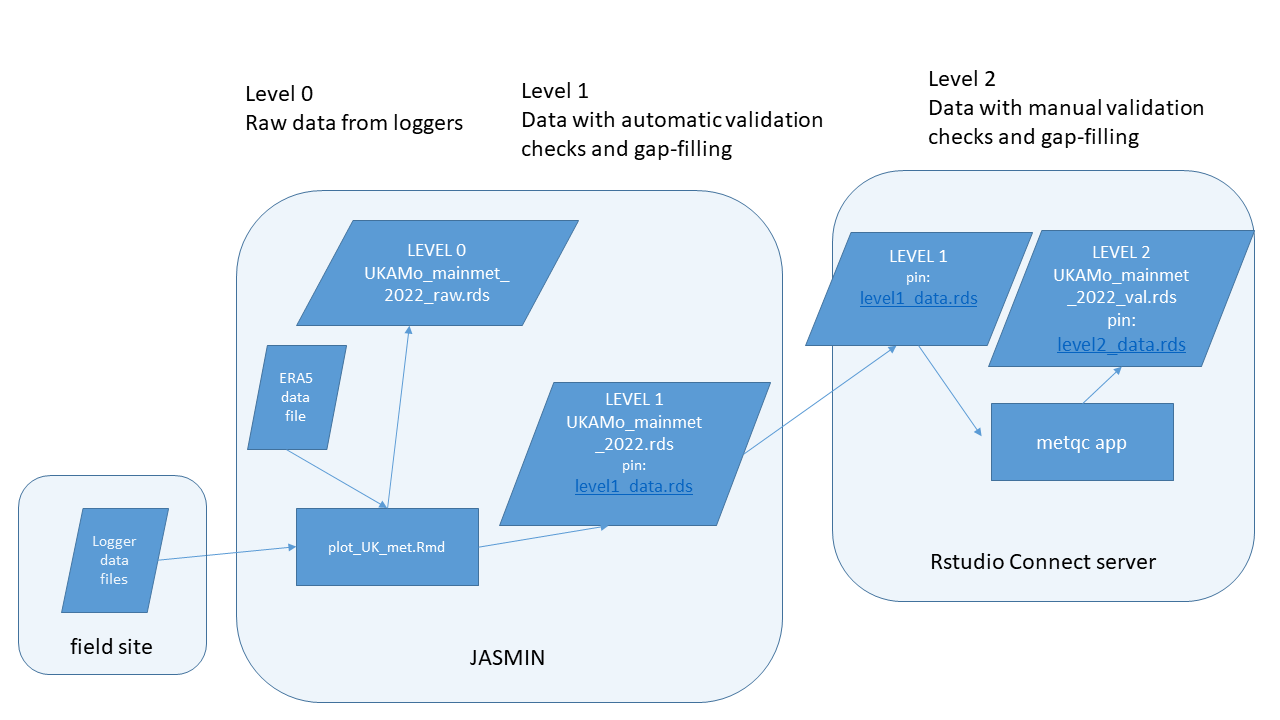 Level 0
Raw data from loggers
Level 1
Data with automatic validation
checks and gap-filling
Level 2
Data with manual validation
checks and gap-filling
LEVEL 0
UKAMo_mainmet_
2022_raw.rds
ERA5
data
file
LEVEL 1
UKAMo_mainmet
_2022.rds
pin:
level1_data.rds
plot_UK_met.Rmd
JASMIN
Logger
data
files
field site
LEVEL 1
pin:
level1_data.rds
LEVEL 2
UKAMo_mainmet
_2022_val.rds
pin:
level2_data.rds
metqc app
Rstudio Connect server